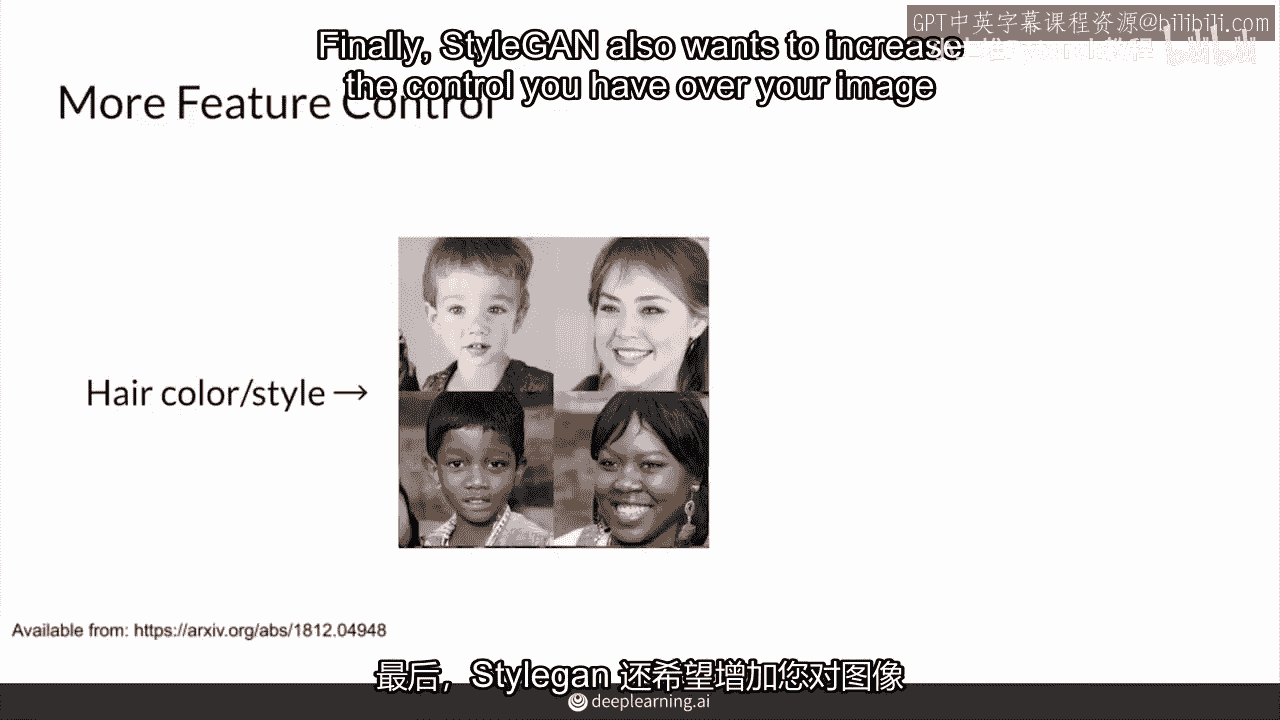 GPT中英字幕课程资源@bilibili.com
Finally, StyleGAN also wants to increase
the control you have over your image
More Feature Control
Hair color/style →
Available from: https://arxiv.org/abs/1812.04948
最后，Stylegan 还希望增加您对图像
deeplearning.ai